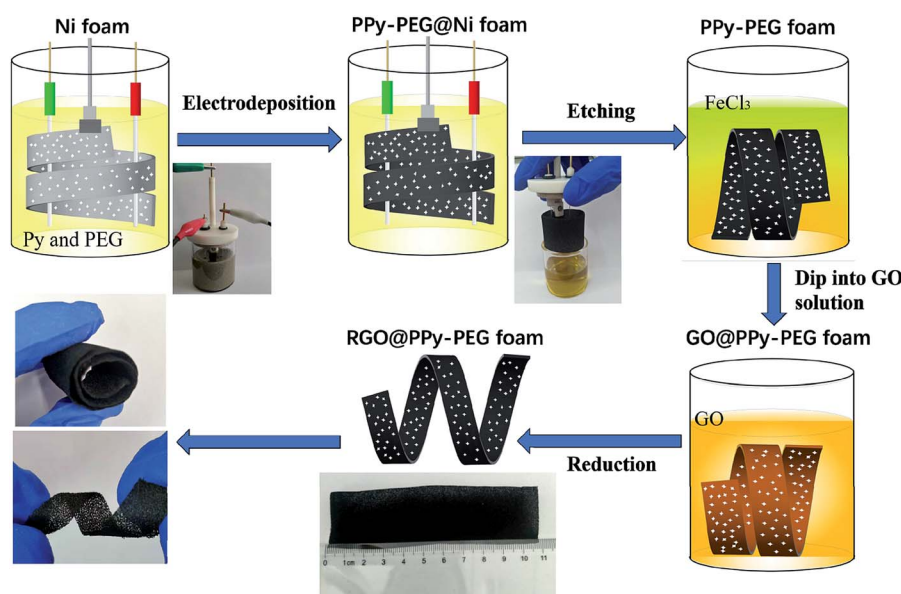 Ni foam
PPy-PEG@Ni foam
PPy-PEG foam
Electrodeposition
Etching
FeCl₃
Py and PEG
Dip into GO
solution
RGO@PPy-PEG foam
GO@PPy-PEG foam
GO
Reduction
0 1cm 2 3 4 5 6 7 8 9 10 11